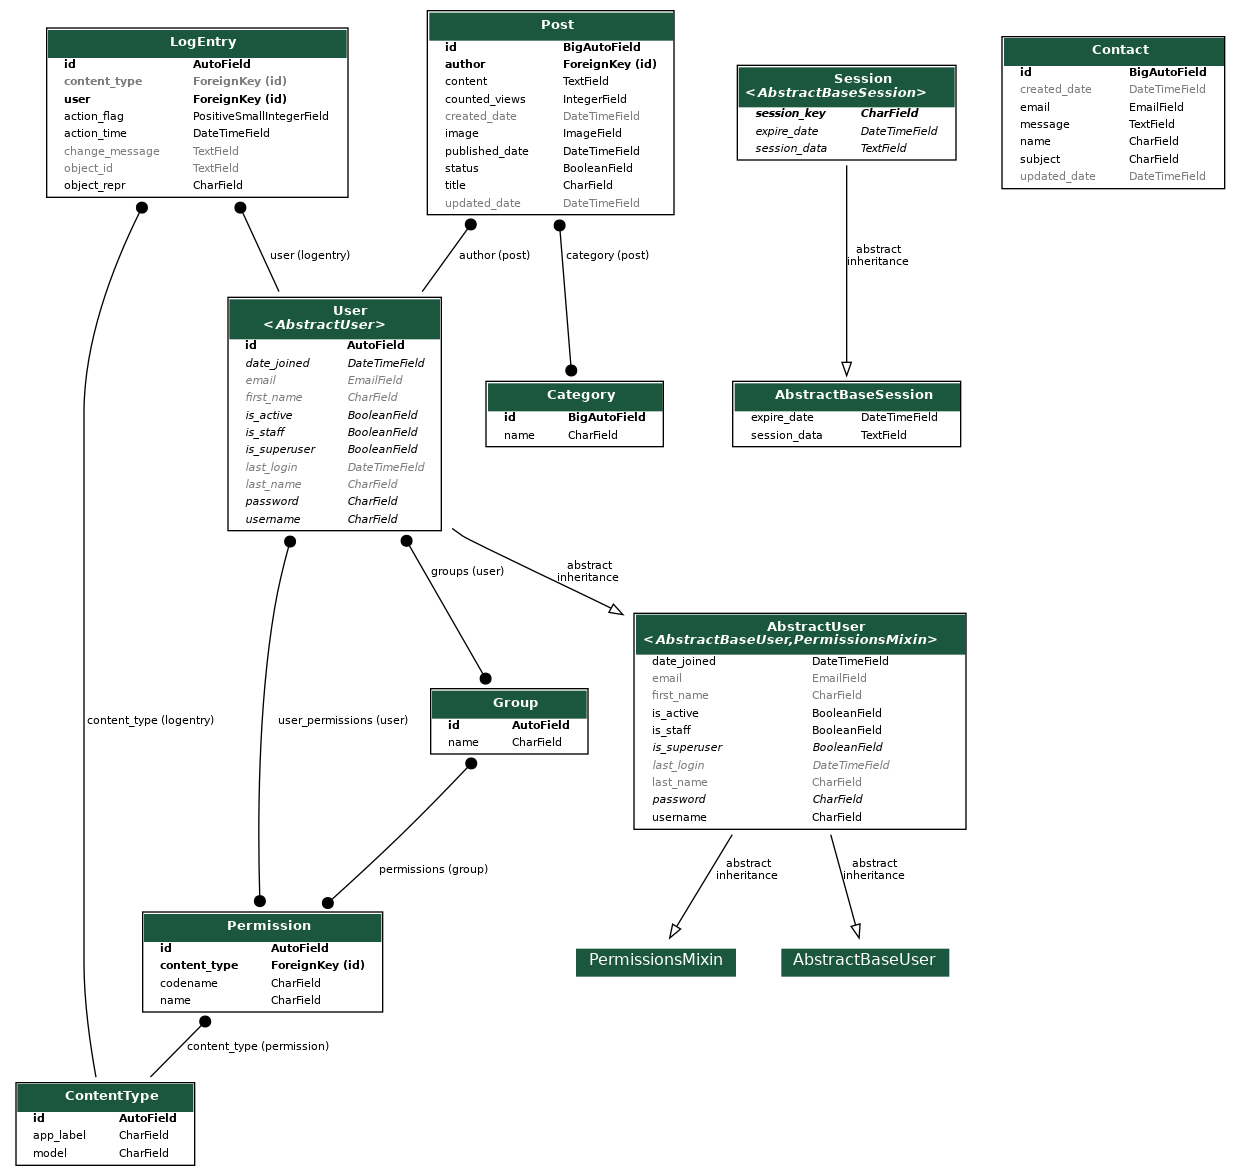 LogEntry
id AutoField
content_type ForeignKey (id)
user ForeignKey (id)
action_flag PositiveSmallIntegerField
action_time DateTimeField
change_message TextField
object_id TextField
object_repr CharField
Post
id BigAutoField
author ForeignKey (id)
content TextField
counted_views IntegerField
created_date DateTimeField
image ImageField
published_date DateTimeField
status BooleanField
title CharField
updated_date DateTimeField
Session
<AbstractBaseSession>
session_key CharField
expire_date DateTimeField
session_data TextField
Contact
id BigAutoField
created_date DateTimeField
email EmailField
message TextField
name CharField
subject CharField
updated_date DateTimeField
user (logentry)
author (post)
category (post)
abstract
inheritance
User
<AbstractUser>
id AutoField
date_joined DateTimeField
email EmailField
first_name CharField
is_active BooleanField
is_staff BooleanField
is_superuser BooleanField
last_login DateTimeField
last_name CharField
password CharField
username CharField
Category
id BigAutoField
name CharField
AbstractBaseSession
expire_date DateTimeField
session_data TextField
groups (user)
abstract
inheritance
AbstractUser
<AbstractBaseUser,PermissionsMixin>
date_joined DateTimeField
email EmailField
first_name CharField
is_active BooleanField
is_staff BooleanField
is_superuser BooleanField
last_login DateTimeField
last_name CharField
password CharField
username CharField
content_type (logentry)
user_permissions (user)
Group
id AutoField
name CharField
permissions (group)
abstract
inheritance
abstract
inheritance
Permission
id AutoField
content_type ForeignKey (id)
codename CharField
name CharField
PermissionsMixin
AbstractBaseUser
content_type (permission)
ContentType
id AutoField
app_label CharField
model CharField